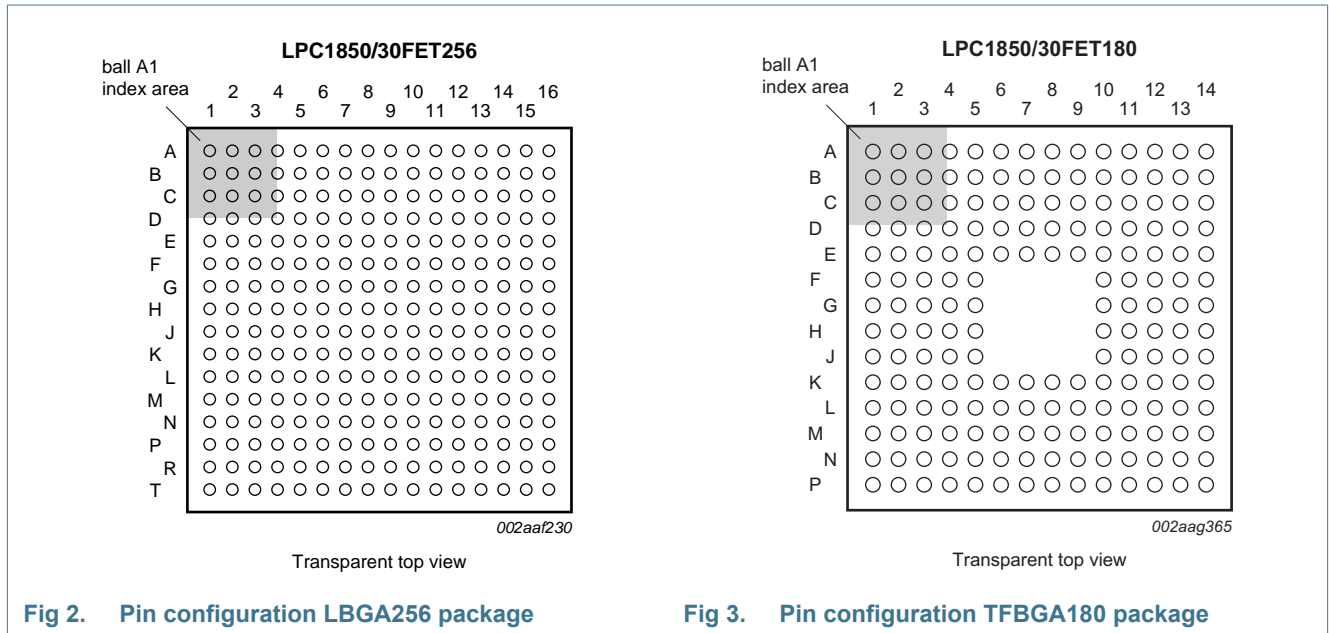 LPC1850/30FET256
ball A1
index area
2 4 6 8 10 12 14 16
1 3 5 7 9 11 13 15
A
B
C
D
E
F
G
H
J
K
L
M
N
P
R
T
002aaf230
Transparent top view
Fig 2. Pin configuration LBGA256 package
LPC1850/30FET180
ball A1
index area
2 4 6 8 10 12 14
1 3 5 7 9 11 13
A
B
C
D
E
F
G
H
J
K
L
M
N
P
002aag365
Transparent top view
Fig 3. Pin configuration TFBGA180 package